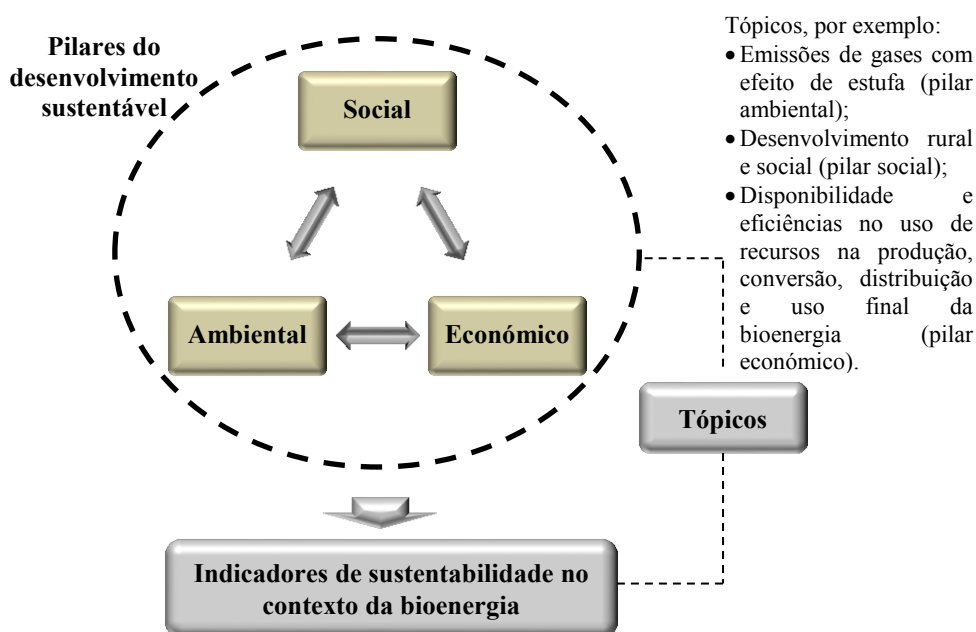 Pilares do
desenvolvimento
sustentável
Social
Ambiental
Económico
Tópicos, por exemplo:
• Emissões de gases com
efeito de estufa (pilar
ambiental);
• Desenvolvimento rural
e social (pilar social);
• Disponibilidade e
eficiências no uso de
recursos na produção,
conversão, distribuição
e uso final da
bioenergia (pilar
económico).
Tópicos
Indicadores de sustentabilidade no
contexto da bioenergia